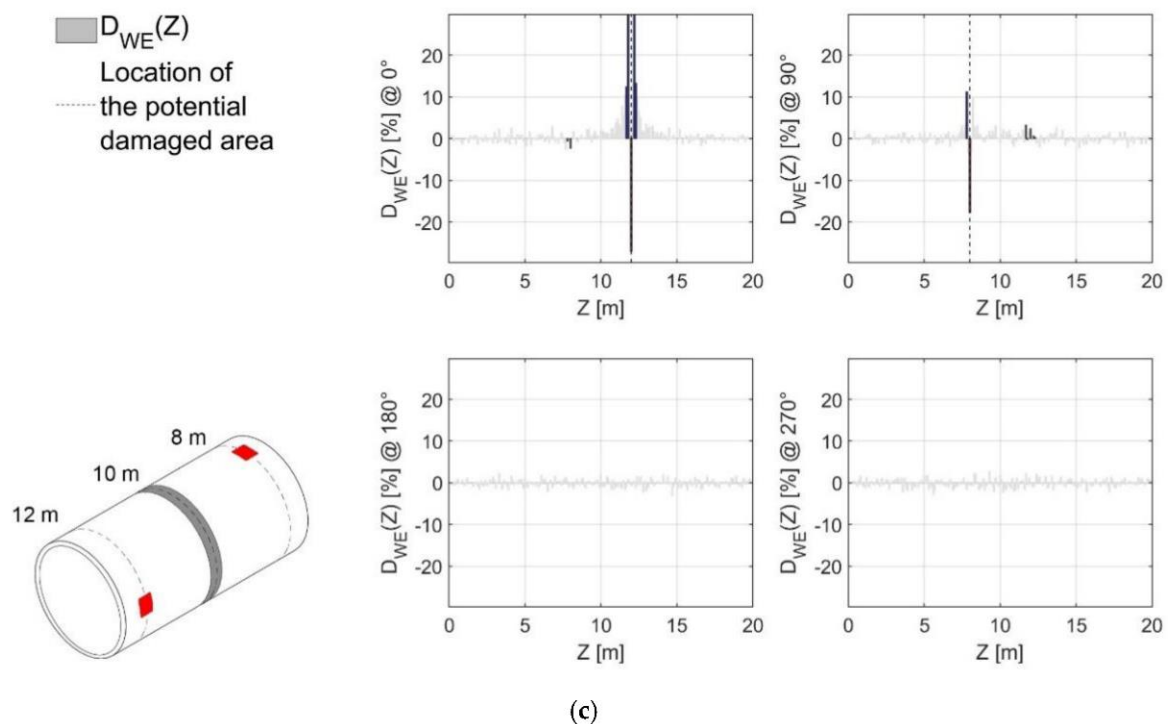 D_WE(Z)
Location of
the potential
damaged area
D_WE(Z) [%] @ 0°
20
10
0
-10
-20
0 5 10 15 20
Z [m]
D_WE(Z) [%] @ 90°
20
10
0
-10
-20
0 5 10 15 20
Z [m]
8 m
10 m
12 m
D_WE(Z) [%] @ 180°
20
10
0
-10
-20
0 5 10 15 20
Z [m]
D_WE(Z) [%] @ 270°
20
10
0
-10
-20
0 5 10 15 20
Z [m]
(c)